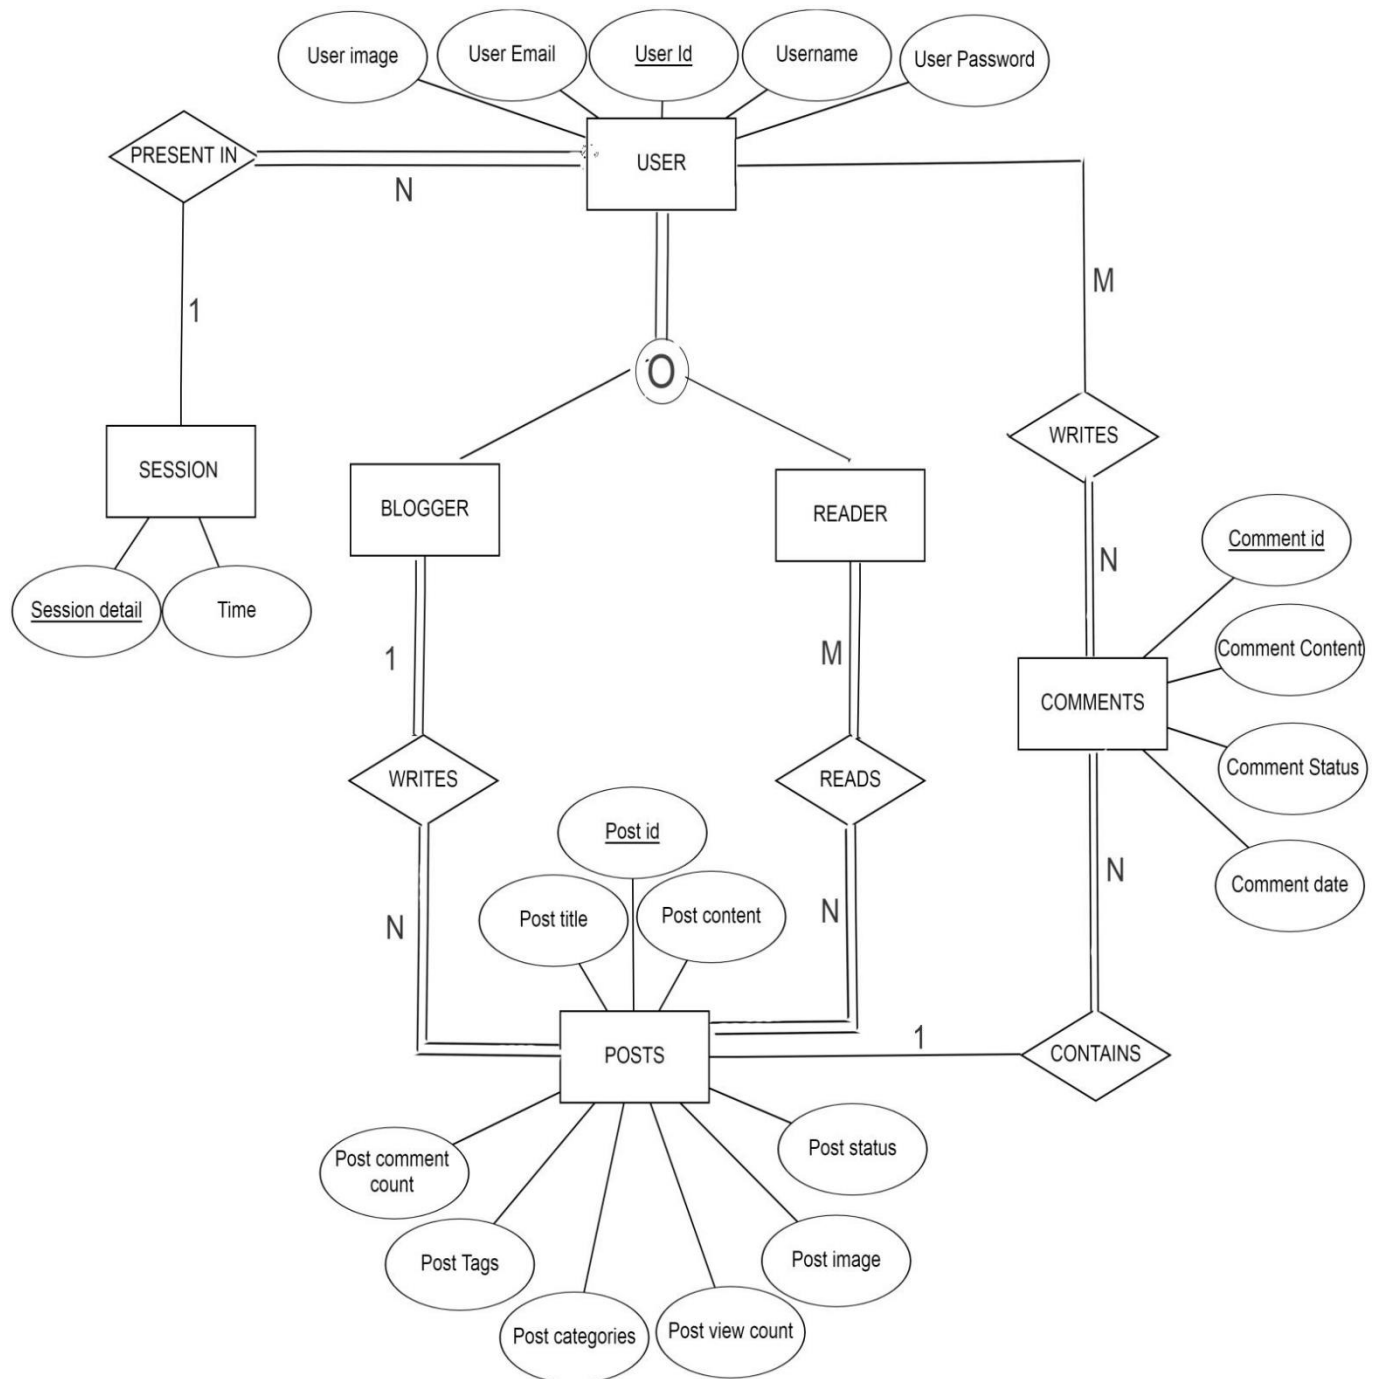 User image
User Email
User Id
Username
User Password
PRESENT IN
USER
N
M
1
O
WRITES
SESSION
BLOGGER
READER
N
Comment id
Session detail
Time
1
M
Comment Content
COMMENTS
WRITES
READS
Comment Status
Post id
N
Comment date
Post title
Post content
N
N
1
POSTS
CONTAINS
Post comment
count
Post status
Post Tags
Post image
Post categories
Post view count